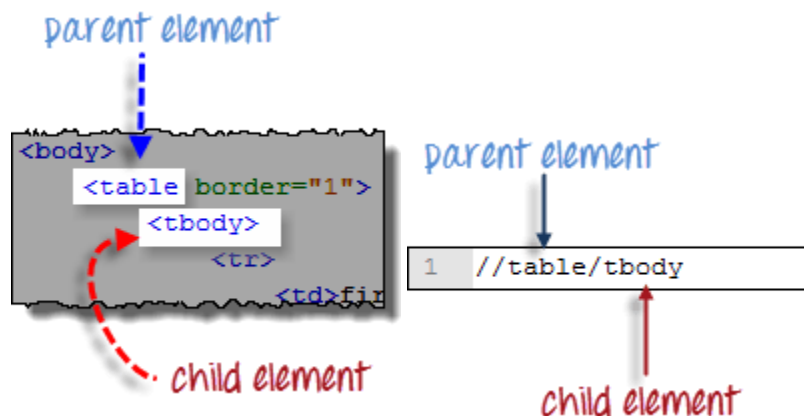 parent element
<body>
<table border="1">
<tbody>
<tr>
<td>fir
child element
parent element
1 //table/tbody
child element